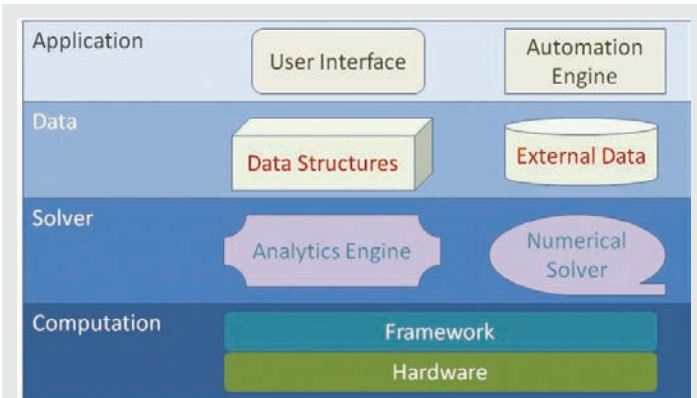 Application
User Interface
Automation
Engine
Data
Data Structures
External Data
Solver
Analytics Engine
Numerical
Solver
Computation
Framework
Hardware